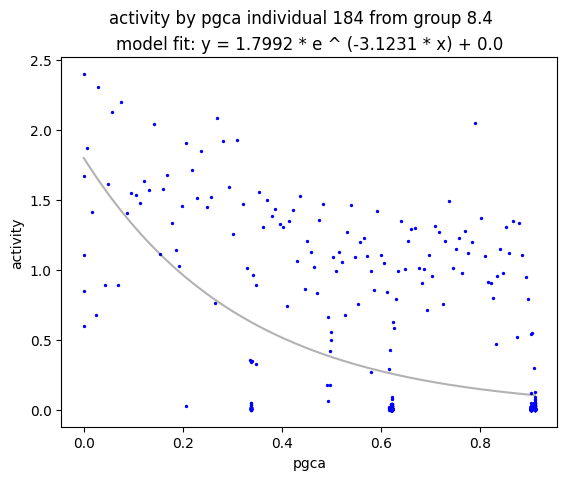 activity by pgca individual 184 from group 8.4
model fit: y = 1.7992 * e ^ (-3.1231 * x) + 0.0
2.5
2.0
1.5
1.0
0.5
0.0
activity
0.0 0.2 0.4 0.6 0.8
pgca